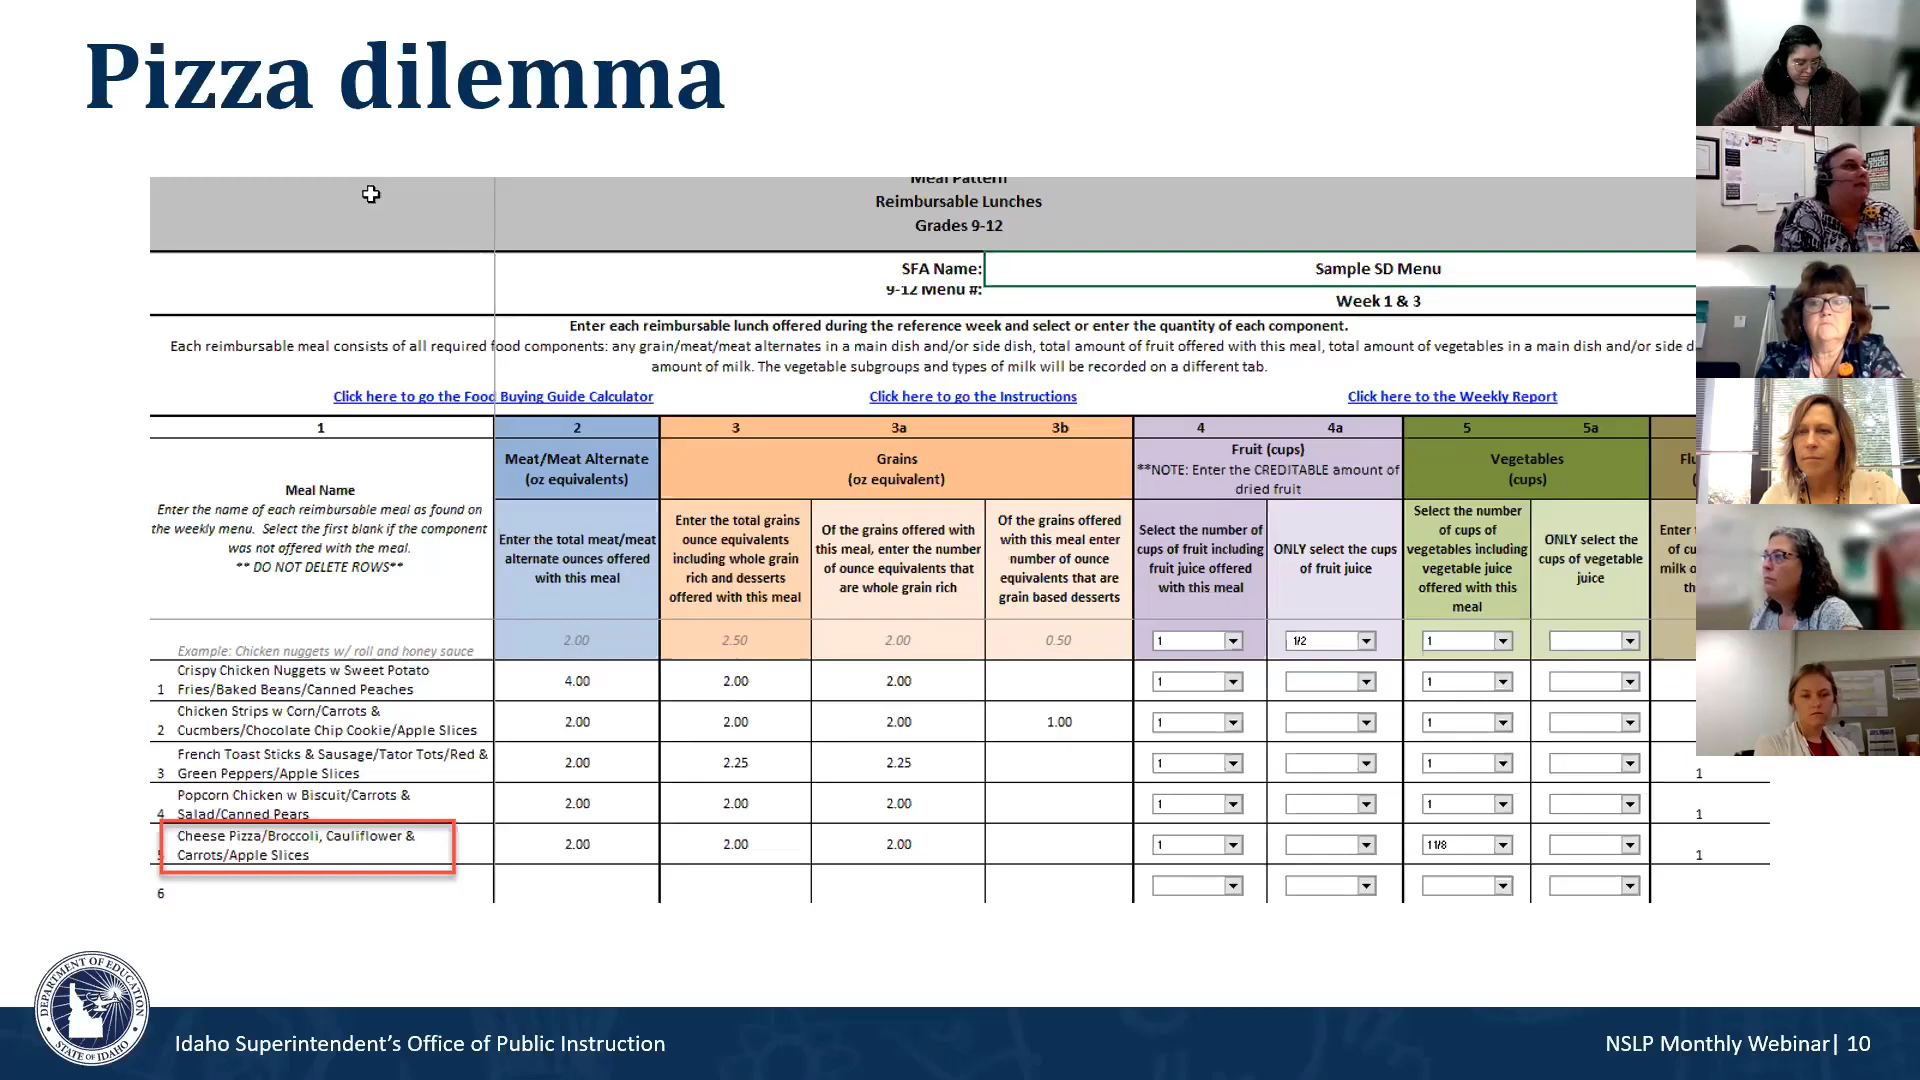 Pizza dilemma
Meal Pattern
Reimbursable Lunches
Grades 9-12
SFA Name:
Sample SD Menu
9-12 Menu #:
Week 1 & 3
Enter each reimbursable lunch offered during the reference week and select or enter the quantity of each component.
Each reimbursable meal consists of all required food components: any grain/meat/meat alternates in a main dish and/or side dish, total amount of fruit offered with this meal, total amount of vegetables in a main dish and/or side d
amount of milk. The vegetable subgroups and types of milk will be recorded on a different tab.
Click here to go the Food Buying Guide Calculator
Click here to go the Instructions
Click here to the Weekly Report
1 2 3 3a 3b 4 4a 5 5a
Meal Name
Enter the name of each reimbursable meal as found on
the weekly menu. Select the first blank if the component
was not offered with the meal.
** DO NOT DELETE ROWS**
Meat/Meat Alternate
(oz equivalents)
Grains
(oz equivalent)
Fruit (cups)
**NOTE: Enter the CREDITABLE amount of
dried fruit
Vegetables
(cups)
Flu
(
Enter the total meat/meat
alternate ounces offered
with this meal
Enter the total grains
ounce equivalents
including whole grain
rich and desserts
offered with this meal
Of the grains offered with
this meal, enter the number
of ounce equivalents that
are whole grain rich
Of the grains offered
with this meal enter
number of ounce
equivalents that are
grain based desserts
Select the number of
cups of fruit including
fruit juice offered
with this meal
ONLY select the cups
of fruit juice
Select the number
of cups of
vegetables including
vegetable juice
offered with this
meal
ONLY select the
cups of vegetable
juice
Enter
of cu
milk o
th
Example: Chicken nuggets w/ roll and honey sauce
2.00 2.50 2.00 0.50 1 1/2 1
1 Crispy Chicken Nuggets w Sweet Potato
Fries/Baked Beans/Canned Peaches
4.00 2.00 2.00 1 1
2 Chicken Strips w Corn/Carrots &
Cucmbers/Chocolate Chip Cookie/Apple Slices
2.00 2.00 2.00 1.00 1 1
3 French Toast Sticks & Sausage/Tator Tots/Red &
Green Peppers/Apple Slices
2.00 2.25 2.25 1 1 1
4 Popcorn Chicken w Biscuit/Carrots &
Salad/Canned Pears
2.00 2.00 2.00 1 1 1
5 Cheese Pizza/Broccoli, Cauliflower &
Carrots/Apple Slices
2.00 2.00 2.00 1 1 1/8 1
6
DEPARTMENT OF EDUCATION
STATE OF IDAHO
Idaho Superintendent's Office of Public Instruction
NSLP Monthly Webinar| 10